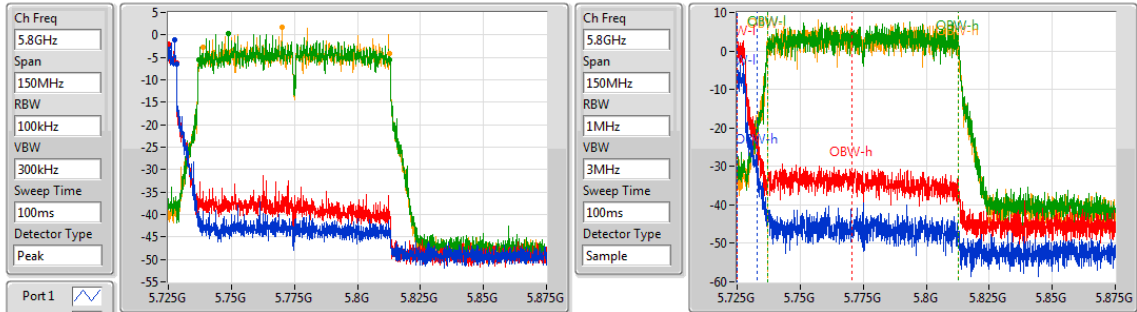 Ch Freq
5.8GHz
Span
150MHz
RBW
100kHz
VBW
300kHz
Sweep Time
100ms
Detector Type
Peak
Port 1
5
0
-5
-10
-15
-20
-25
-30
-35
-40
-45
-50
-55
5.725G
5.75G
5.775G
5.8G
5.825G
5.85G
5.875G
Ch Freq
5.8GHz
Span
150MHz
RBW
1MHz
VBW
3MHz
Sweep Time
100ms
Detector Type
Sample
10
0
-10
-20
-30
-40
-50
-60
OBW-h
OBW-h
5.725G
5.75G
5.775G
5.8G
5.825G
5.85G
5.875G